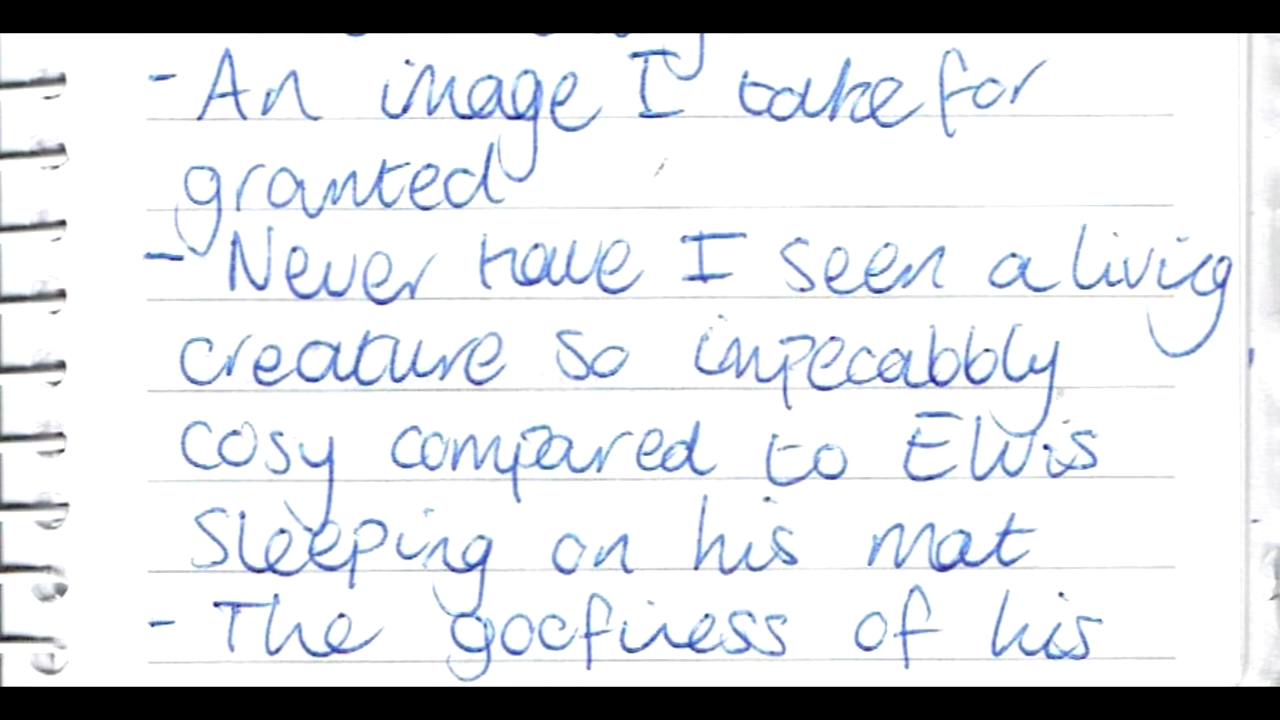 - An image I take for
granted
- Never have I seen a living
creature so impecabbly
cosy compared to Elvis
Sleeping on his mat
- The goofiness of his